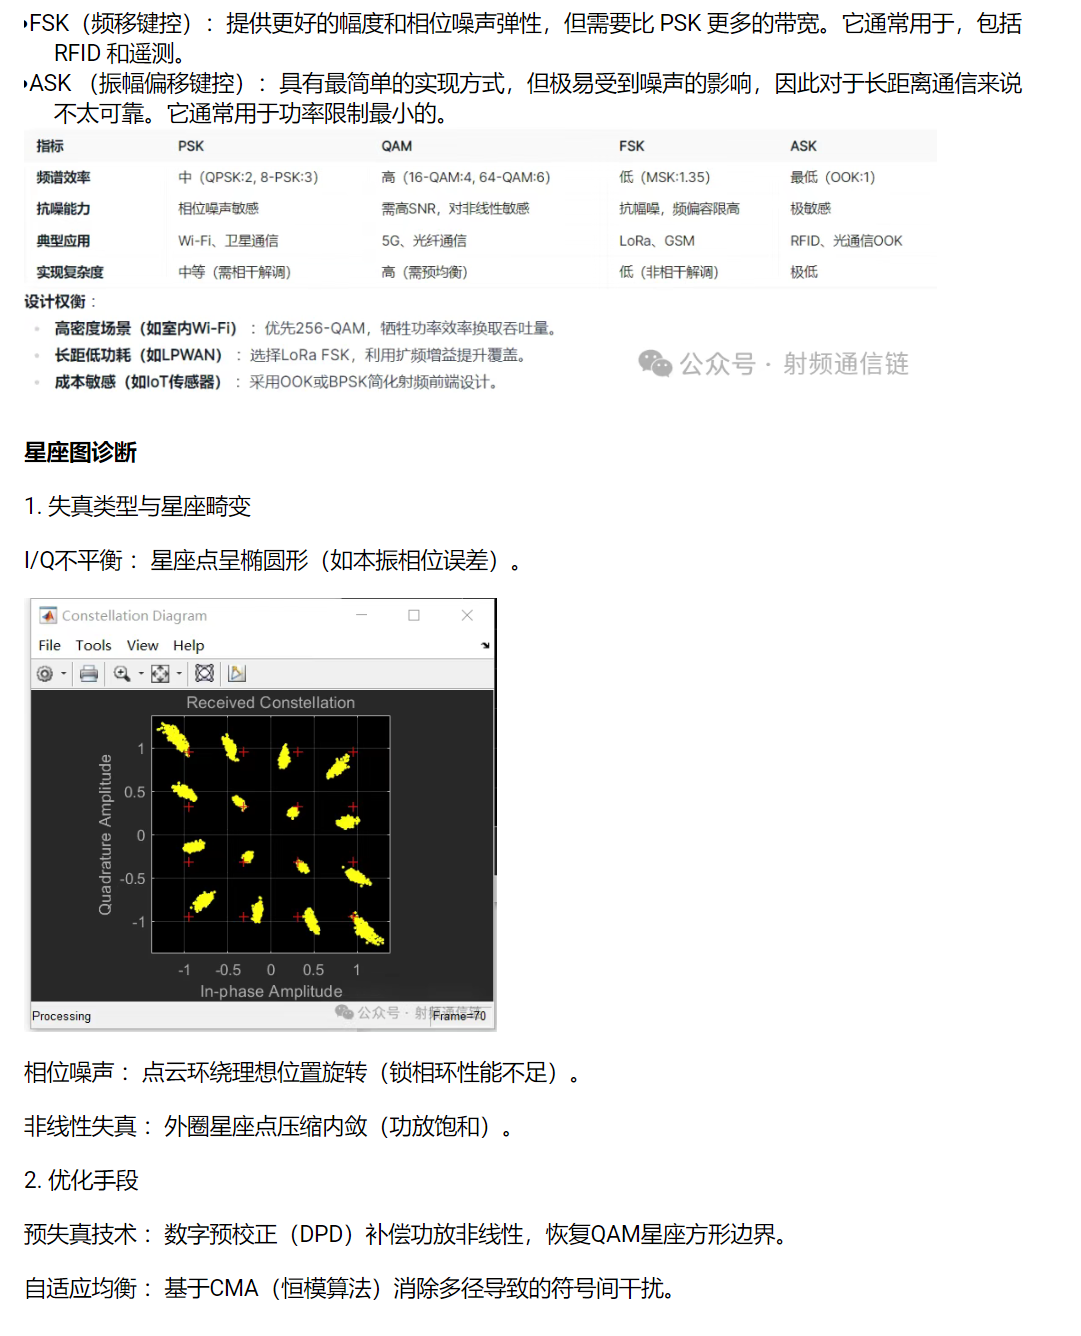 •FSK（频移键控）：提供更好的幅度和相位噪声弹性，但需要比 PSK 更多的带宽。它通常用于，包括
RFID 和遥测。
•ASK （振幅偏移键控）：具有最简单的实现方式，但极易受到噪声的影响，因此对于长距离通信来说
不太可靠。它通常用于功率限制最小的。
指标 PSK QAM FSK ASK
频谱效率 中（QPSK:2, 8-PSK:3） 高（16-QAM:4, 64-QAM:6） 低（MSK:1.35） 最低（OOK:1）
抗噪能力 相位噪声敏感 需高SNR，对非线性敏感 抗幅噪，频偏容限高 极敏感
典型应用 Wi-Fi、卫星通信 5G、光纤通信 LoRa、GSM RFID、光通信OOK
实现复杂度 中等（需相干解调） 高（需预均衡） 低（非相干解调） 极低
设计权衡：
• 高密度场景（如室内Wi-Fi）：优先256-QAM，牺牲功率效率换取吞吐量。
• 长距低功耗（如LPWAN）：选择LoRa FSK，利用扩频增益提升覆盖。
• 成本敏感（如IoT传感器）：采用OOK或BPSK简化射频前端设计。
公众号 · 射频通信链
星座图诊断
1. 失真类型与星座畸变
I/Q不平衡：星座点呈椭圆形（如本振相位误差）。
Constellation Diagram
File Tools View Help
Received Constellation
Quadrature Amplitude
1
0.5
0
-0.5
-1
-1 -0.5 0 0.5 1
In-phase Amplitude
Processing
公众号 · 射频通信链
Frame=70
相位噪声：点云环绕理想位置旋转（锁相环性能不足）。
非线性失真：外圈星座点压缩内敛（功放饱和）。
2. 优化手段
预失真技术：数字预校正（DPD）补偿功放非线性，恢复QAM星座方形边界。
自适应均衡：基于CMA（恒模算法）消除多径导致的符号间干扰。